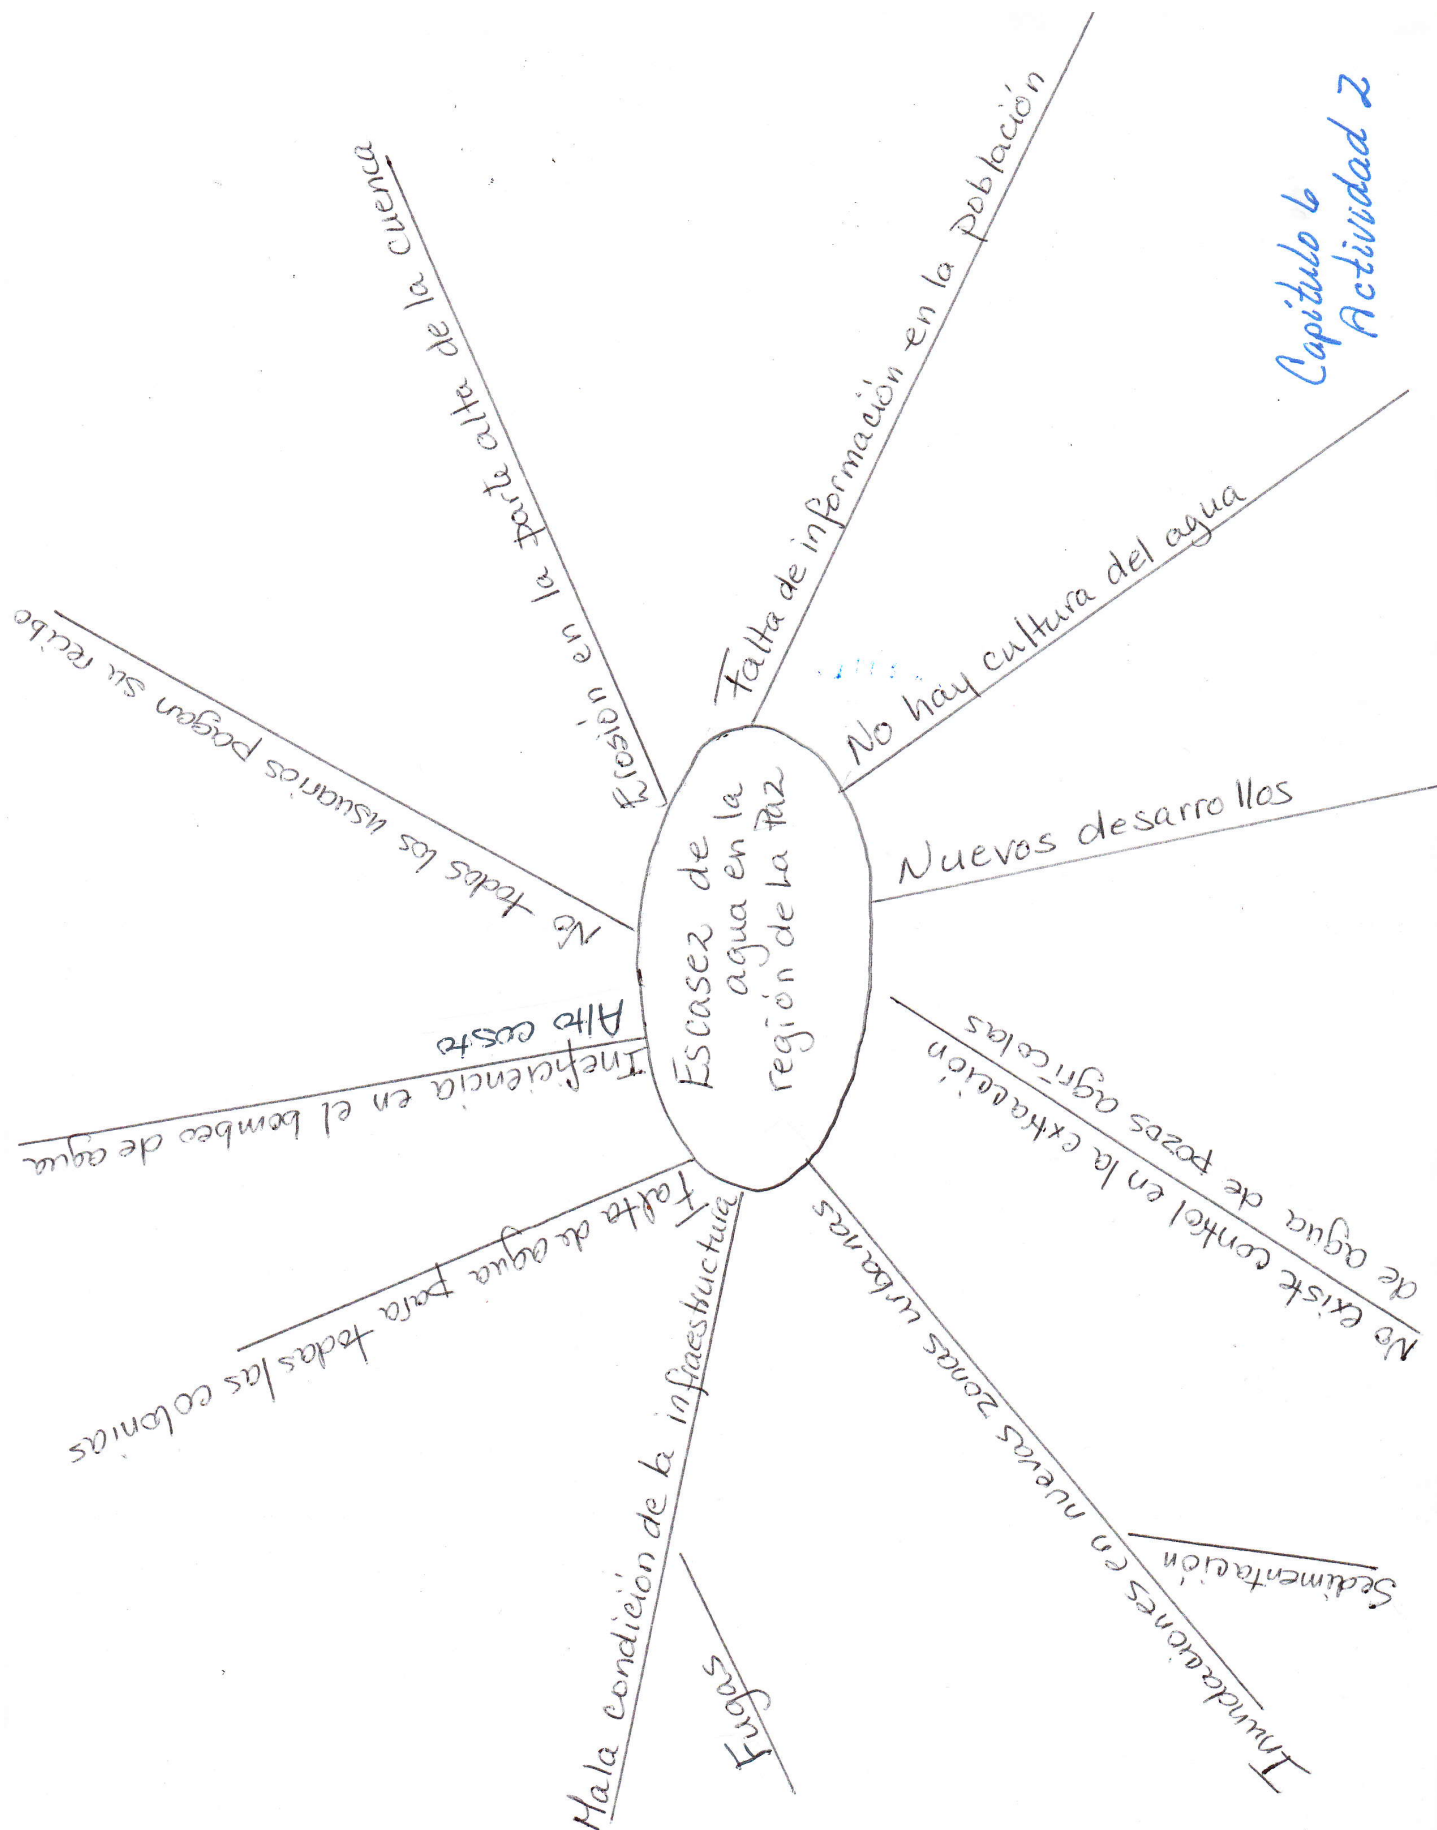 Capítulo 6
Actividad 2
Escasez de
agua en la
región de La Paz
Falta de información en la población
No hay cultura del agua
Nuevos desarrollos
No existe control en la extracción
de agua de pozos agrícolas
Inundaciones en nuevas zonas urbanas
Sedimentación
Mala condición de la infraestructura
Fugas
Falta de agua para todas las colonias
Ineficiencia en el bombeo de agua
Alto costo
No todos los usuarios pagan su recibo
Erosión en la parte alta de la cuenca